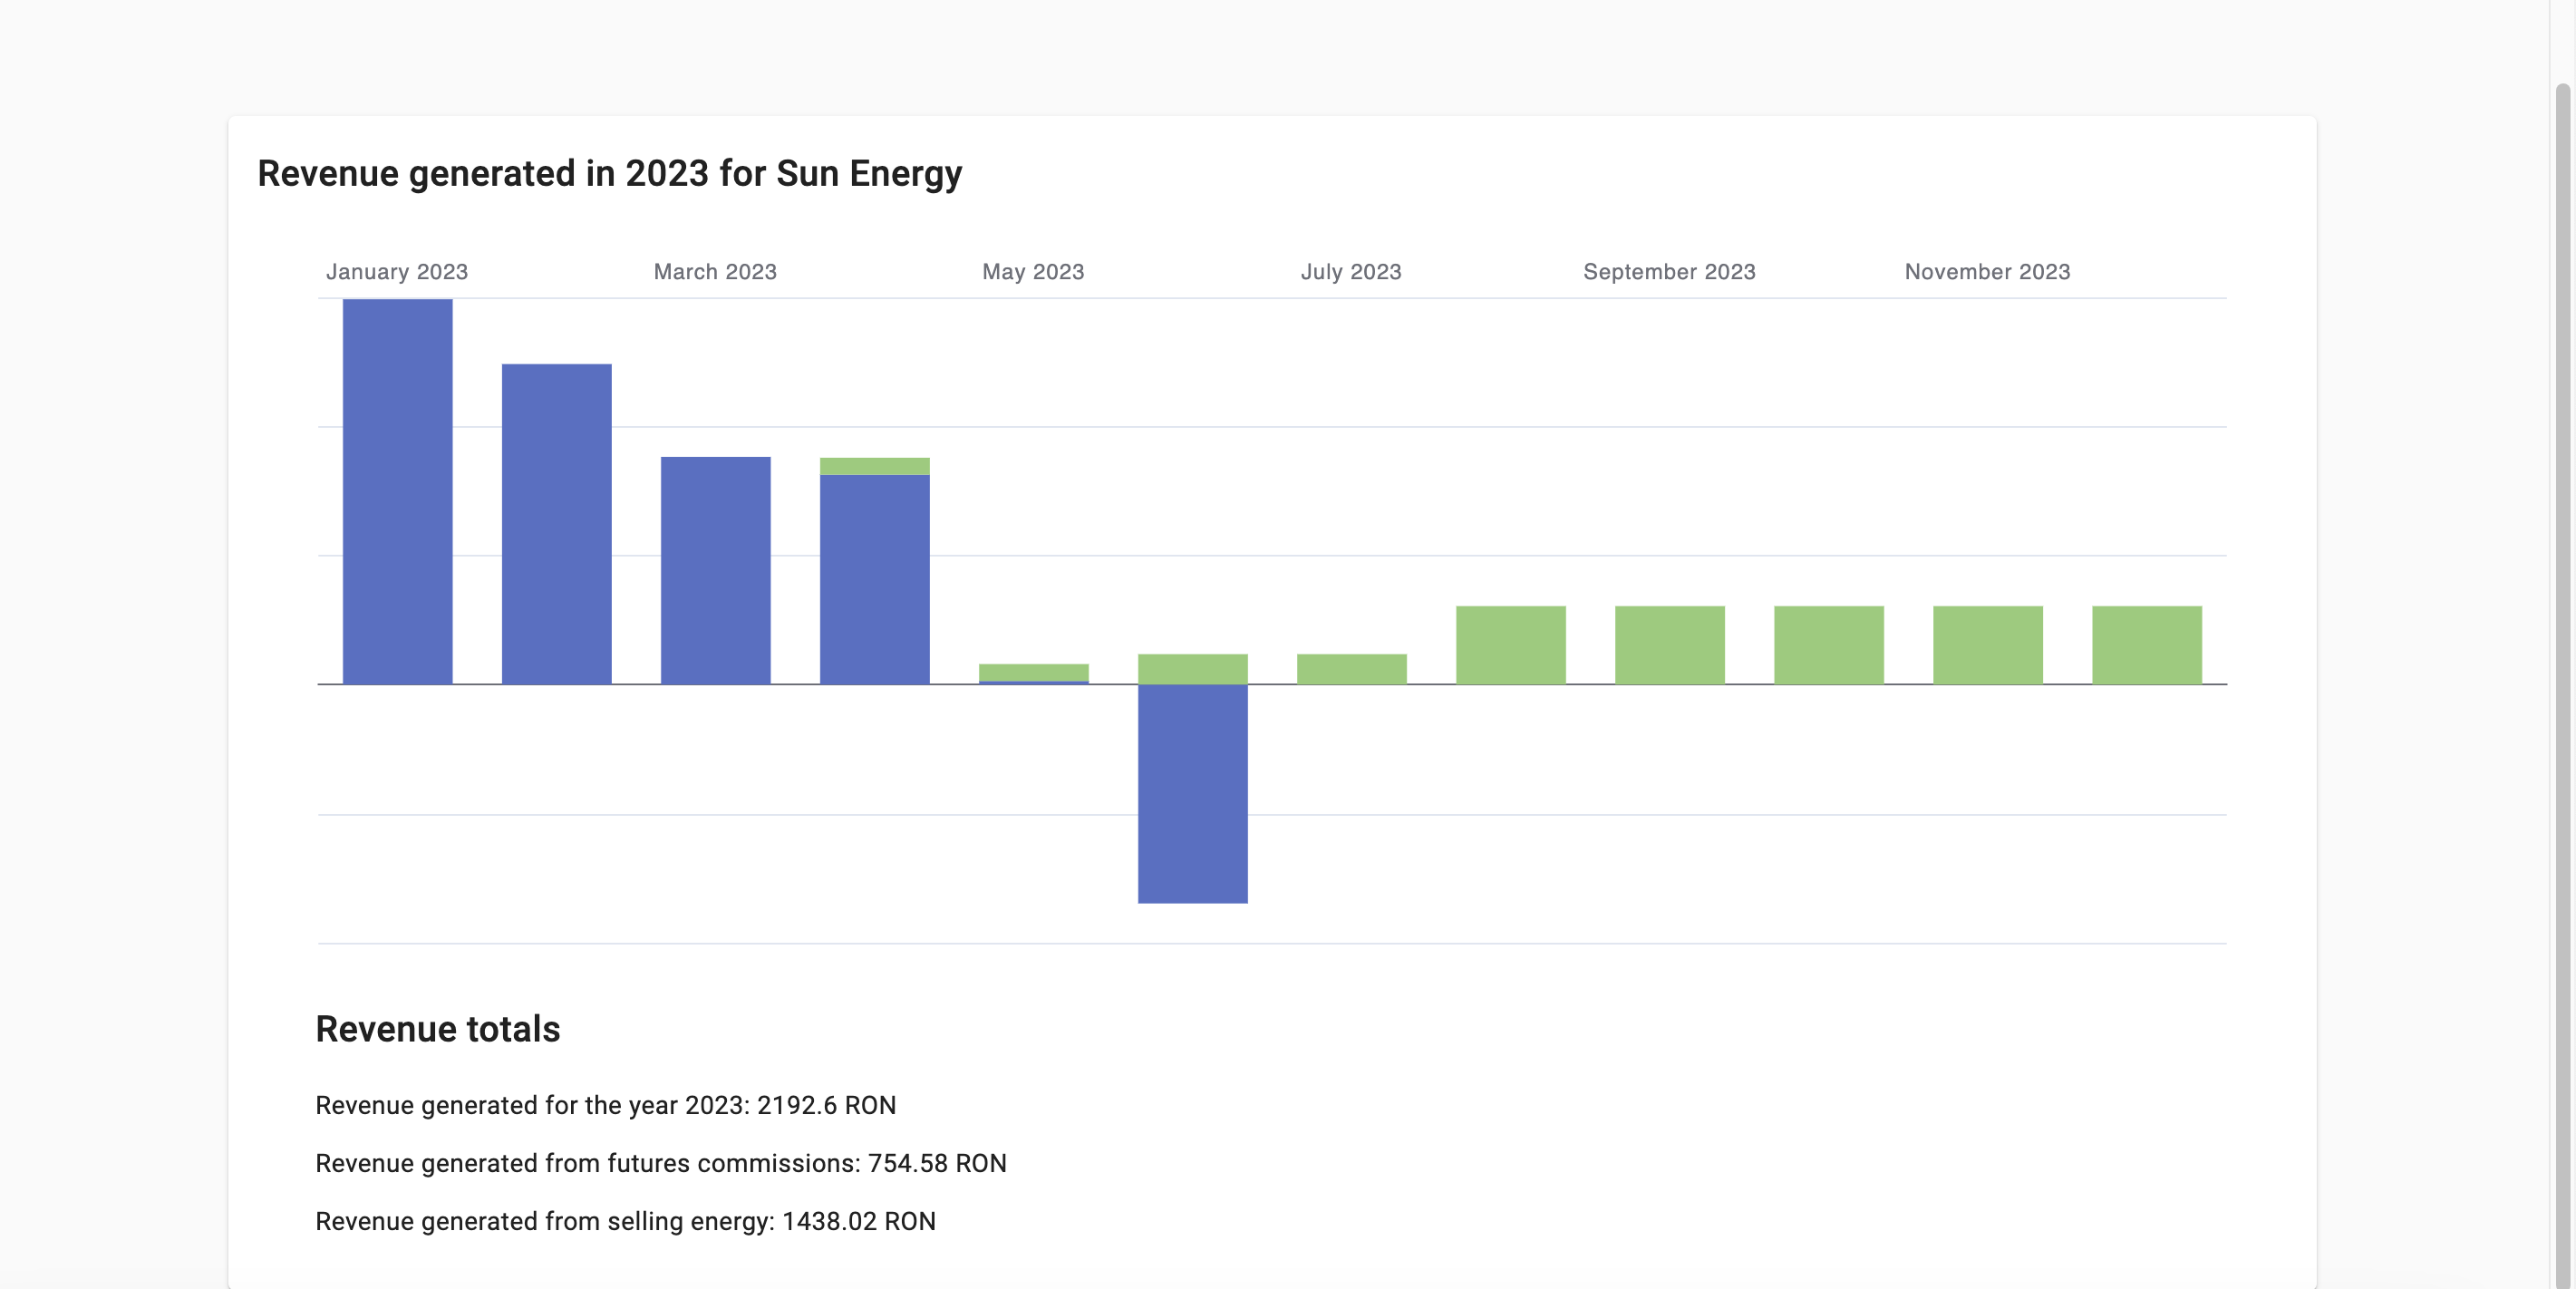 Revenue generated in 2023 for Sun Energy
January 2023 March 2023 May 2023 July 2023 September 2023 November 2023
Revenue totals
Revenue generated for the year 2023: 2192.6 RON
Revenue generated from futures commissions: 754.58 RON
Revenue generated from selling energy: 1438.02 RON